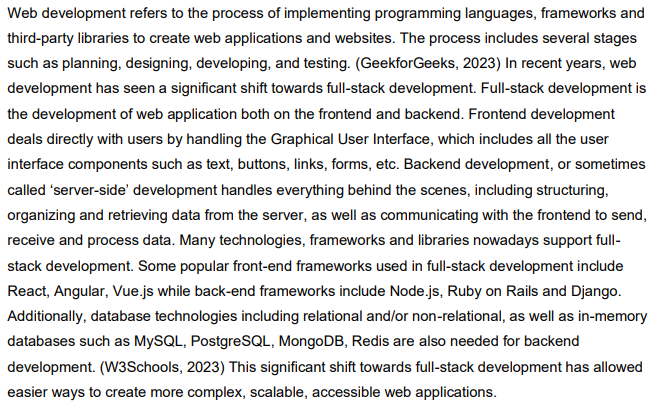 Web development refers to the process of implementing programming languages, frameworks and
third-party libraries to create web applications and websites. The process includes several stages
such as planning, designing, developing, and testing. (GeekforGeeks, 2023) In recent years, web
development has seen a significant shift towards full-stack development. Full-stack development is
the development of web application both on the frontend and backend. Frontend development
deals directly with users by handling the Graphical User Interface, which includes all the user
interface components such as text, buttons, links, forms, etc. Backend development, or sometimes
called ‘server-side’ development handles everything behind the scenes, including structuring,
organizing and retrieving data from the server, as well as communicating with the frontend to send,
receive and process data. Many technologies, frameworks and libraries nowadays support full-
stack development. Some popular front-end frameworks used in full-stack development include
React, Angular, Vue.js while back-end frameworks include Node.js, Ruby on Rails and Django.
Additionally, database technologies including relational and/or non-relational, as well as in-memory
databases such as MySQL, PostgreSQL, MongoDB, Redis are also needed for backend
development. (W3Schools, 2023) This significant shift towards full-stack development has allowed
easier ways to create more complex, scalable, accessible web applications.